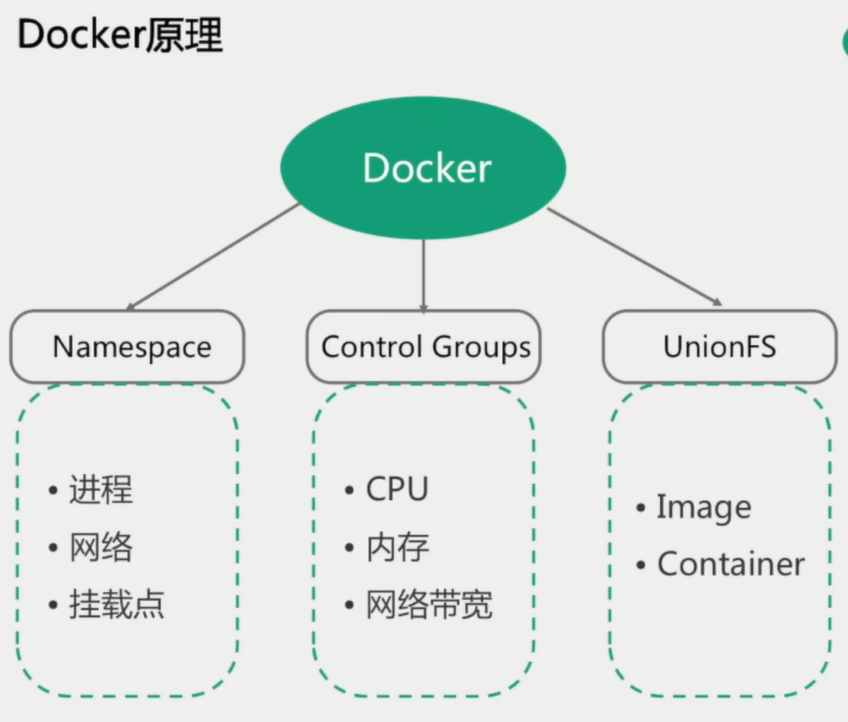 Docker原理
Docker
Namespace
• 进程
• 网络
• 挂载点
Control Groups
• CPU
• 内存
• 网络带宽
UnionFS
• Image
• Container